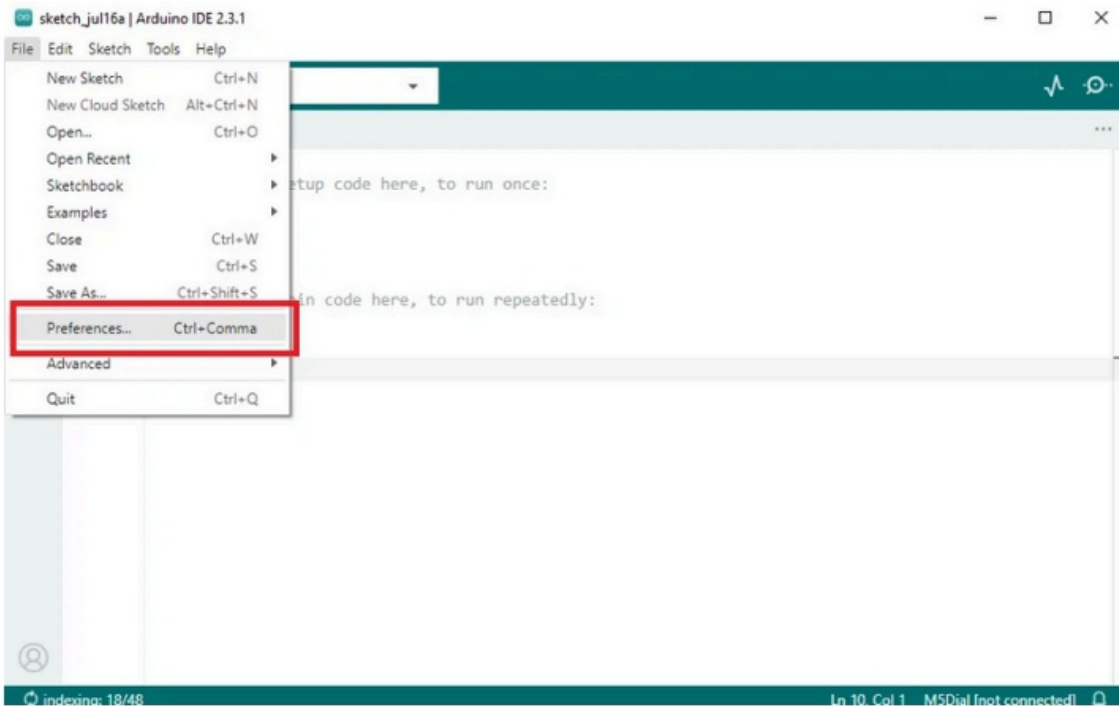 sketch_jul16a | Arduino IDE 2.3.1
File Edit Sketch Tools Help
New Sketch Ctrl+N
New Cloud Sketch Alt+Ctrl+N
Open... Ctrl+O
Open Recent
Sketchbook
etup code here, to run once:
Examples
Close Ctrl+W
Save Ctrl+S
Save As... Ctrl+Shift+S
in code here, to run repeatedly:
Preferences... Ctrl+Comma
Advanced
Quit Ctrl+Q
indexing: 18/48 Ln 10, Col 1 M5Dial [not connected]